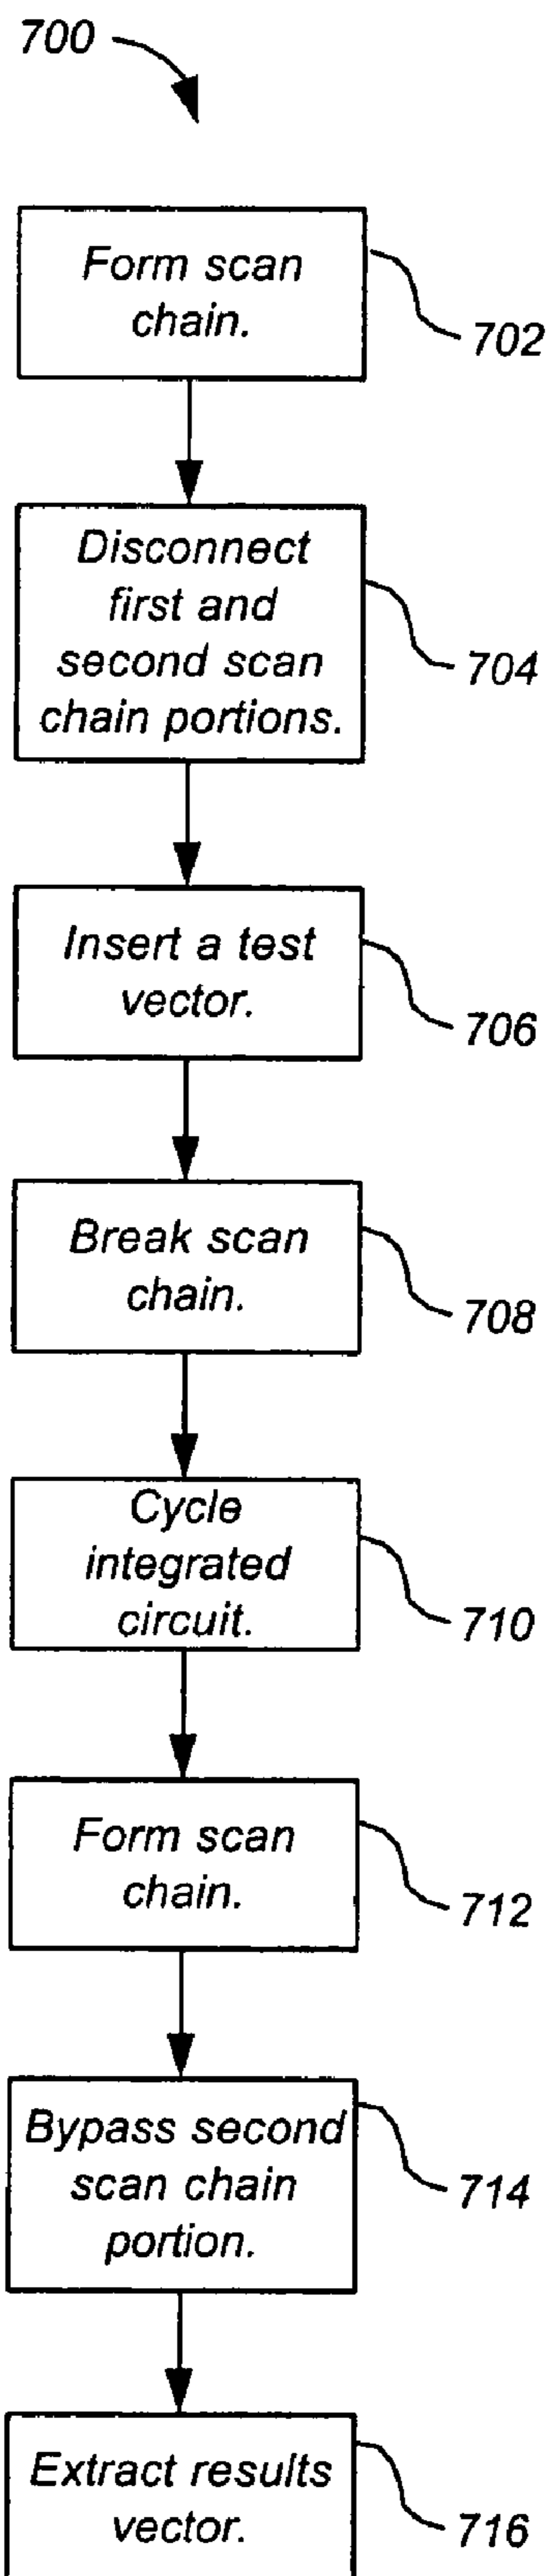 700
Form scan
chain.
702
Disconnect
first and
second scan
chain portions.
704
Insert a test
vector.
706
Break scan
chain.
708
Cycle
integrated
circuit.
710
Form scan
chain.
712
Bypass second
scan chain
portion.
714
Extract results
vector.
716